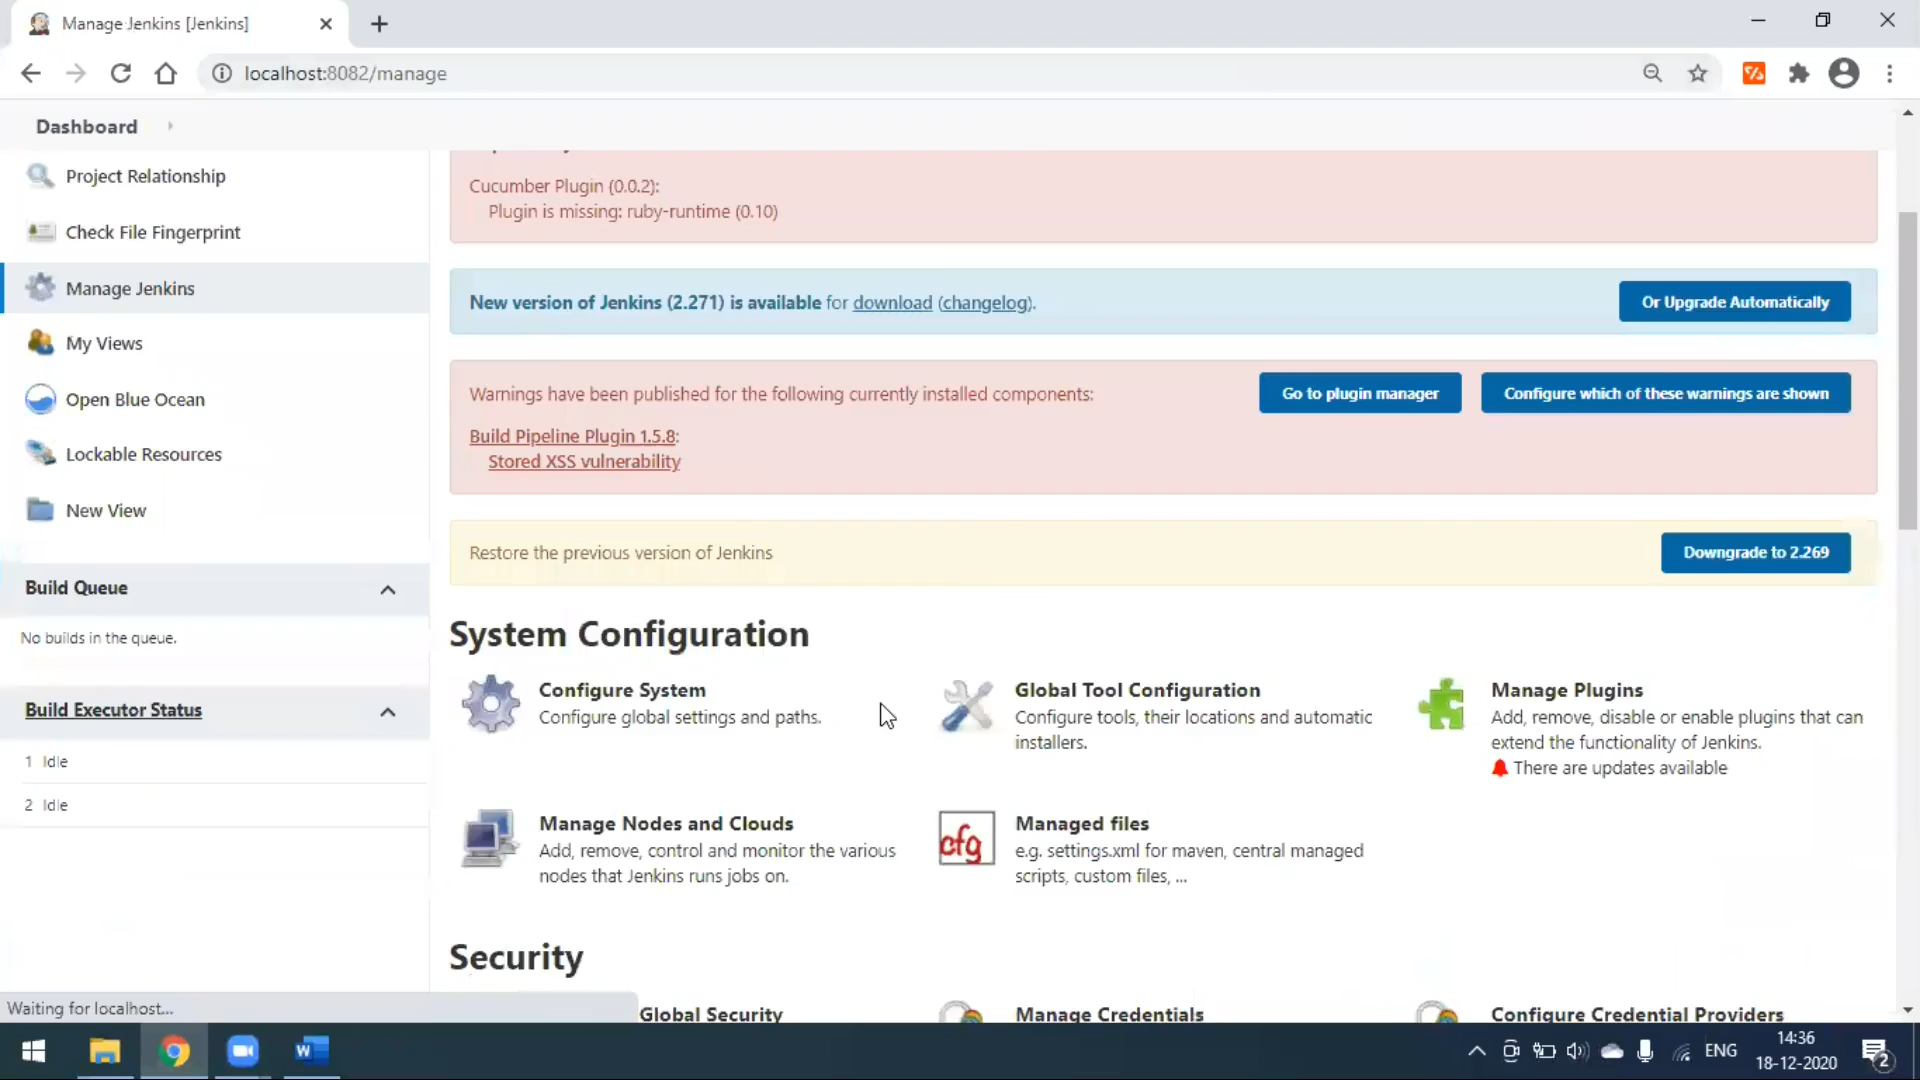 Manage Jenkins [Jenkins]
localhost:8082/manage
Dashboard
Project Relationship
Check File Fingerprint
Manage Jenkins
My Views
Open Blue Ocean
Lockable Resources
New View
Build Queue
No builds in the queue.
Build Executor Status
1 Idle
2 Idle
Cucumber Plugin (0.0.2):
Plugin is missing: ruby-runtime (0.10)
New version of Jenkins (2.271) is available for download (changelog).
Or Upgrade Automatically
Warnings have been published for the following currently installed components:
Go to plugin manager
Configure which of these warnings are shown
Build Pipeline Plugin 1.5.8:
Stored XSS vulnerability
Restore the previous version of Jenkins
Downgrade to 2.269
System Configuration
Configure System
Configure global settings and paths.
Global Tool Configuration
Configure tools, their locations and automatic
installers.
Manage Plugins
Add, remove, disable or enable plugins that can
extend the functionality of Jenkins.
There are updates available
Manage Nodes and Clouds
Add, remove, control and monitor the various
nodes that Jenkins runs jobs on.
cfg
Managed files
e.g. settings.xml for maven, central managed
scripts, custom files, ...
Security
Global Security
Manage Credentials
Configure Credential Providers
Waiting for localhost...
W
ENG
14:36
18-12-2020
2